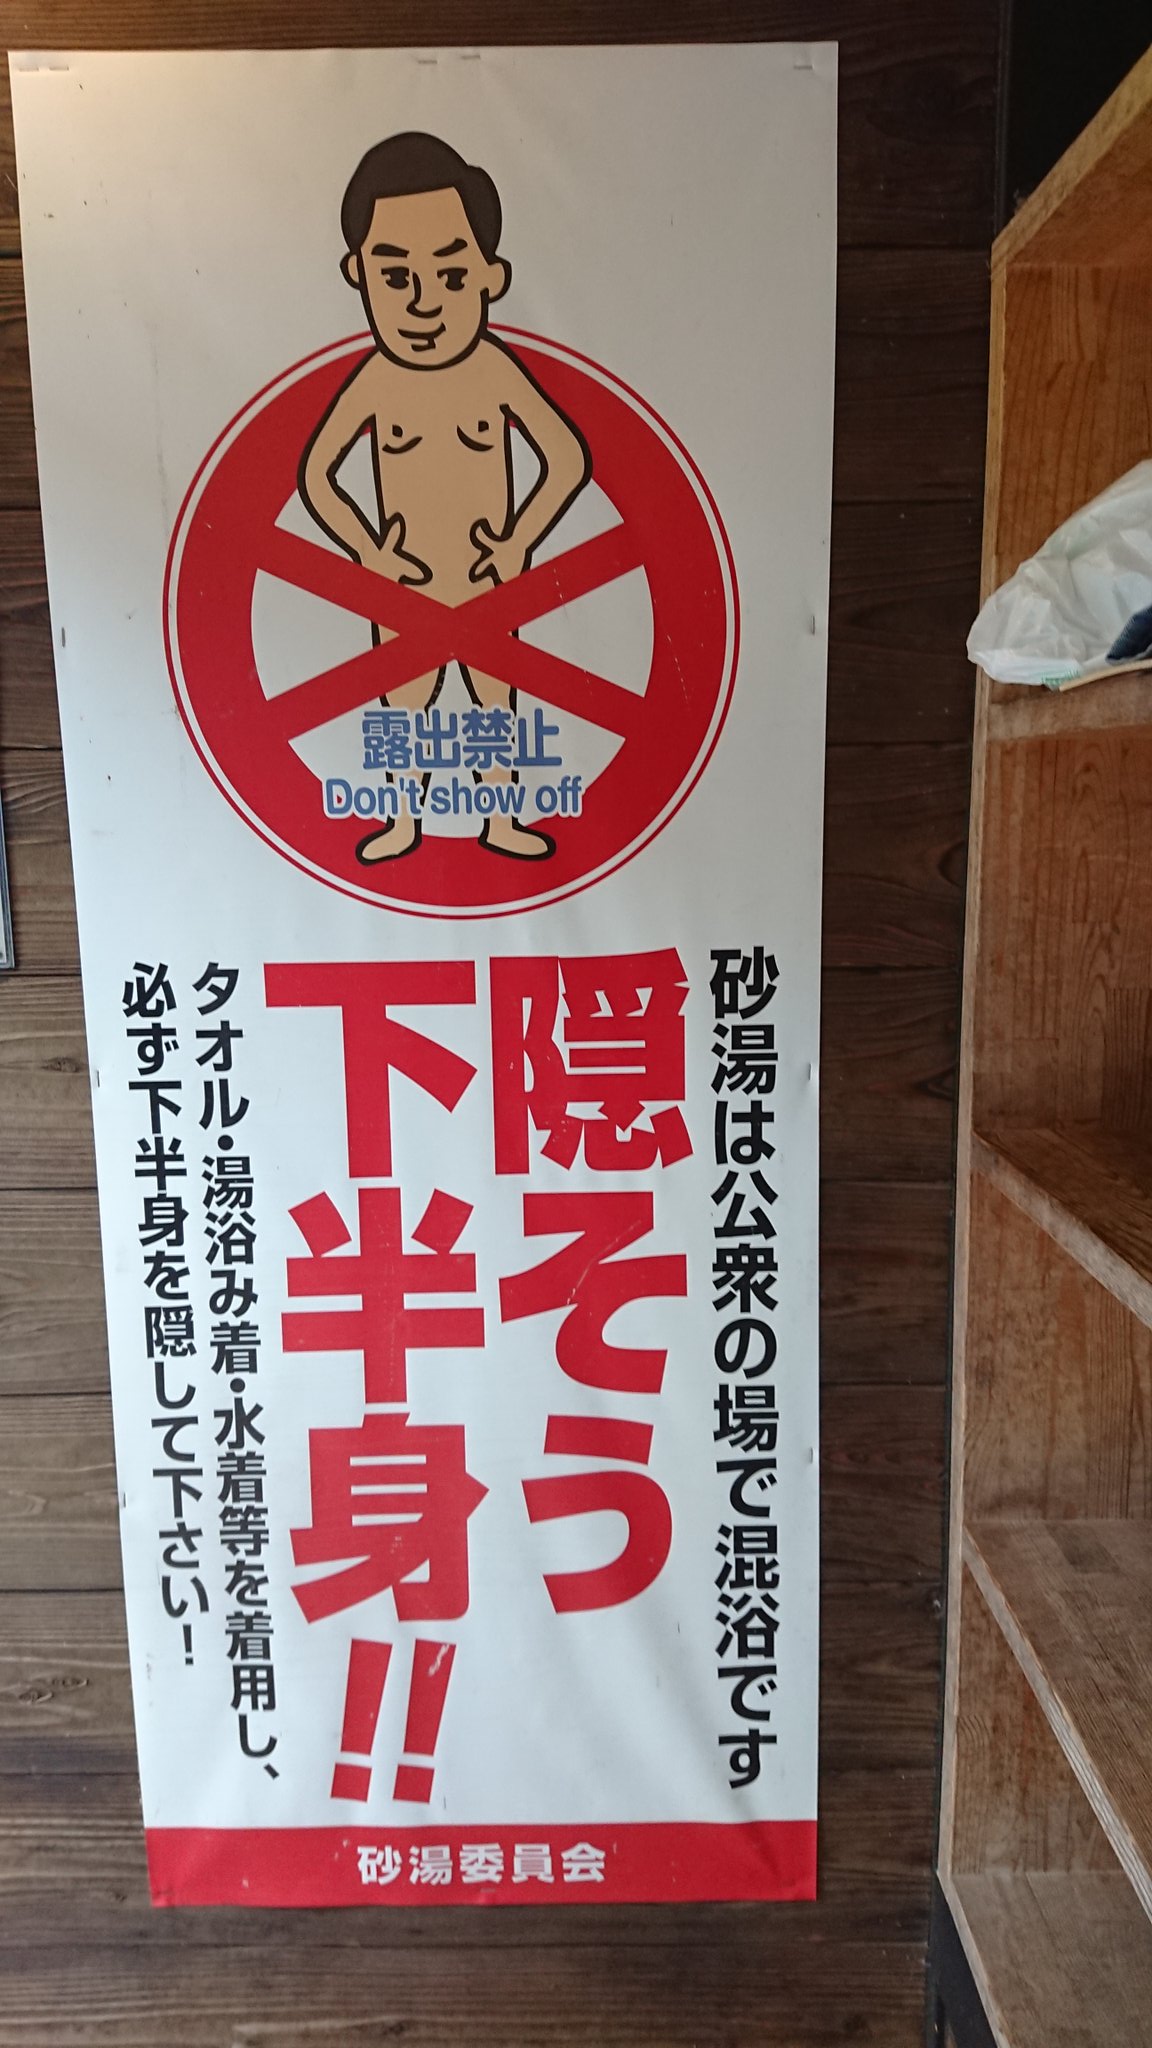 露出禁止
Don't show off
砂湯は公衆の場で混浴です
隠そう
下半身!!
タオル・湯浴み着・水着等を着用し、
必ず下半身を隠して下さい！
砂湯委員会